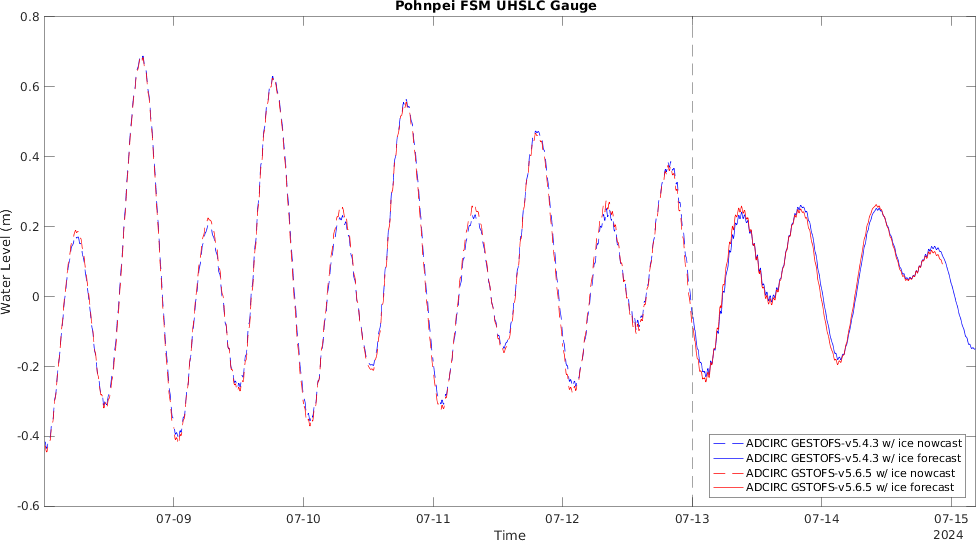 Pohnpei FSM UHSLC Gauge
0.8
0.6
0.4
0.2
0
-0.2
-0.4
-0.6
Water Level (m)
ADCIRC GESTOFS-v5.4.3 w/ ice nowcast
ADCIRC GESTOFS-v5.4.3 w/ ice forecast
ADCIRC GSTOFS-v5.6.5 w/ ice nowcast
ADCIRC GSTOFS-v5.6.5 w/ ice forecast
07-09 07-10 07-11 07-12 07-13 07-14 07-15
Time
2024